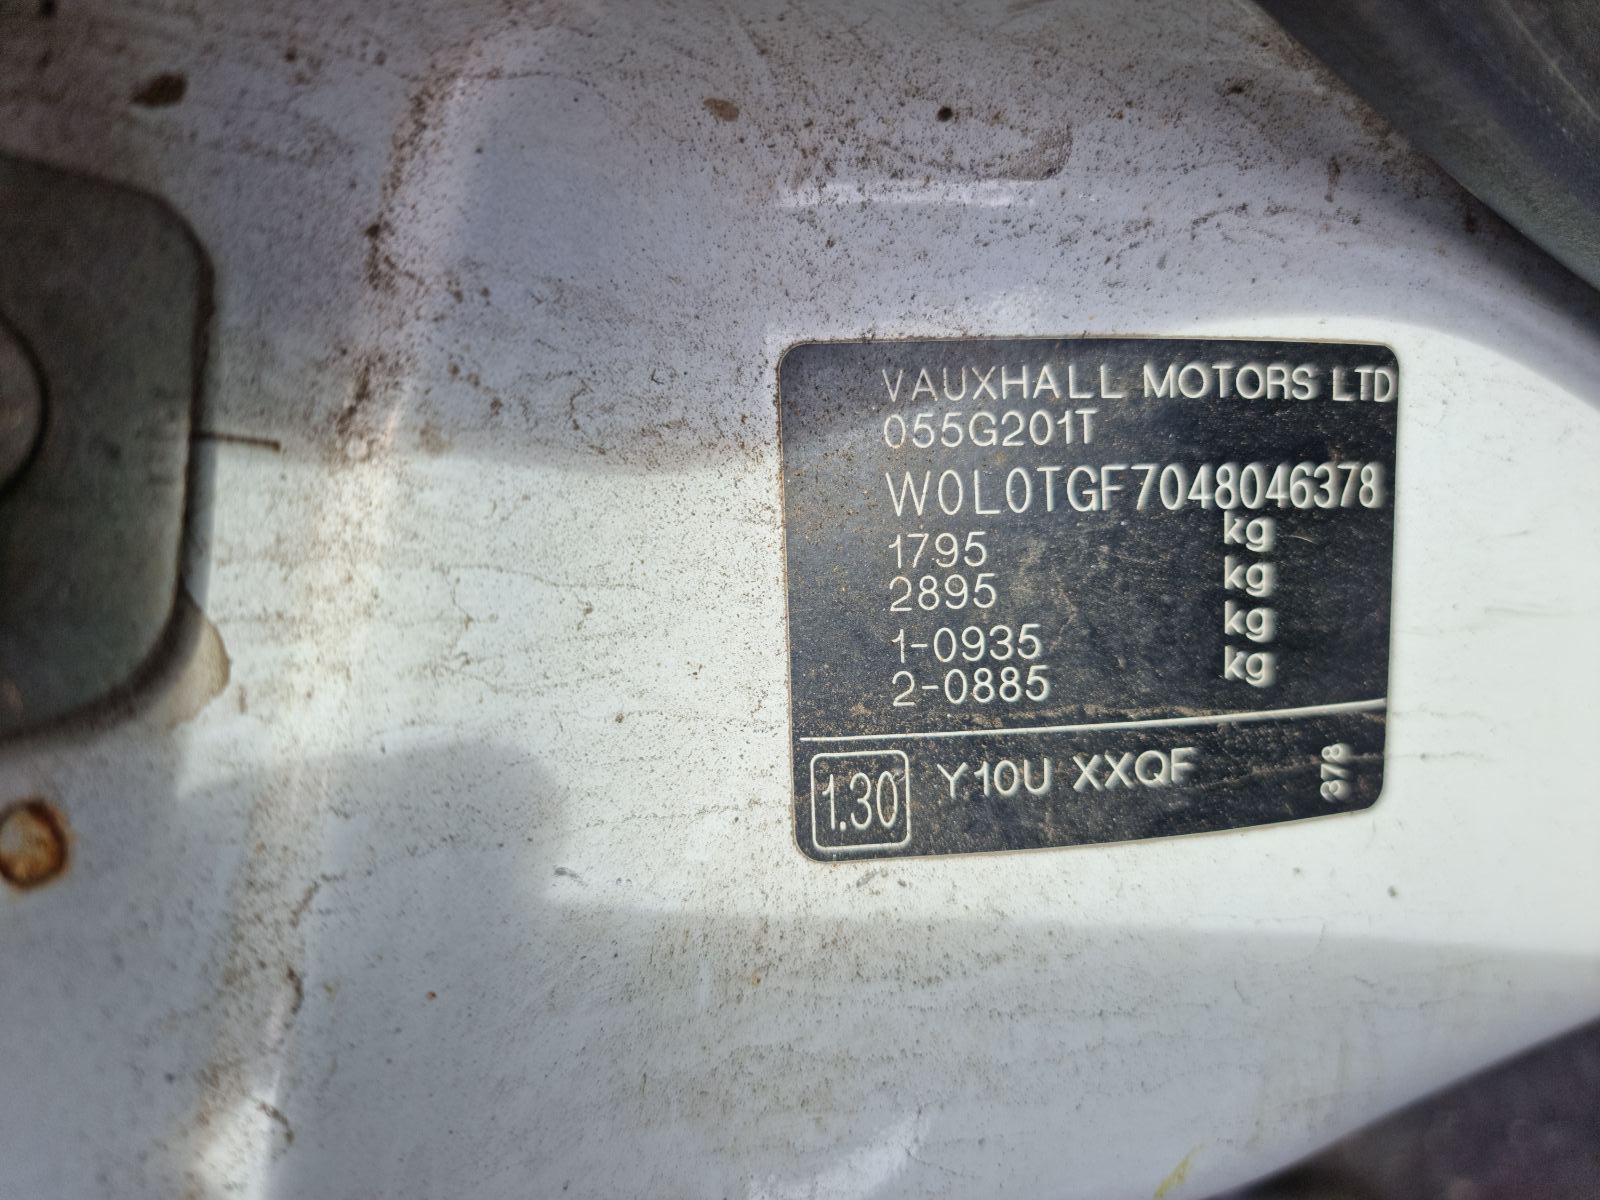 VAUXHALL MOTORS LTD
055G201T
W0L0TGF7048046378
1795 kg
2895 kg
1-0935 kg
2-0885 kg
1.30 Y10U XXQF 378